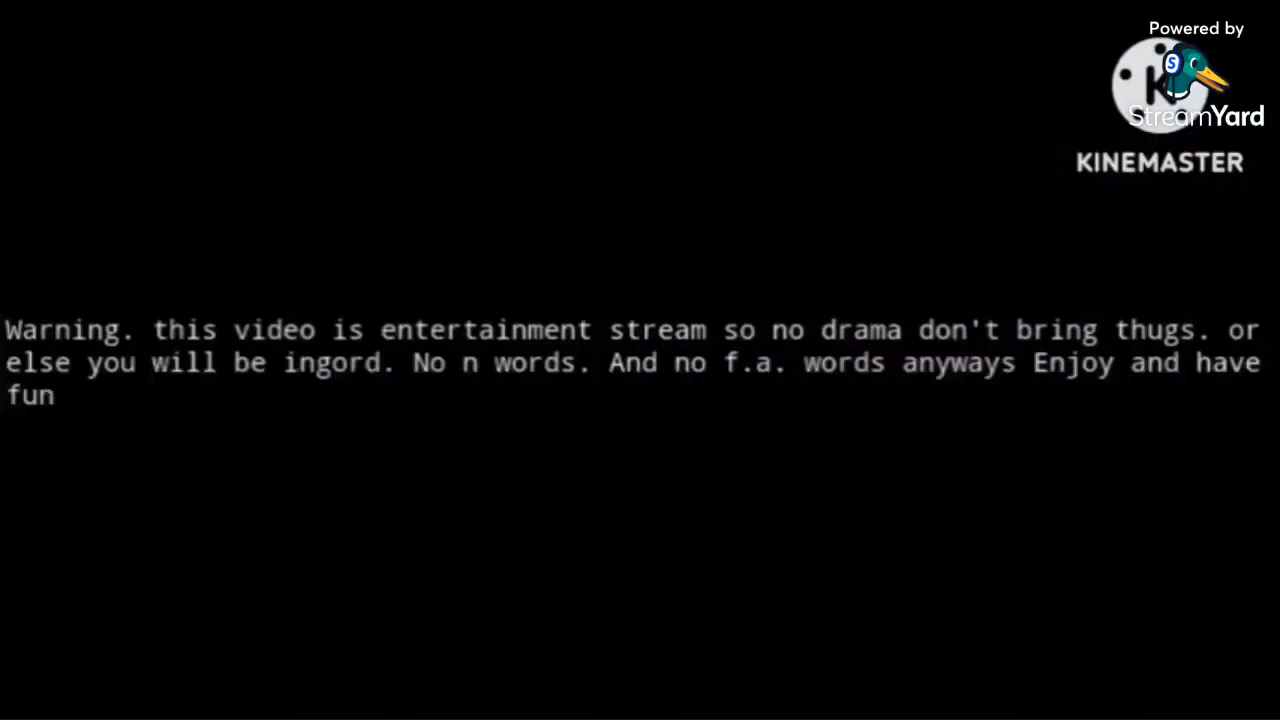 Powered by
K
S
StreamYard
KINEMASTER
Warning. this video is entertainment stream so no drama don't bring thugs. or
else you will be ingord. No n words. And no f.a. words anyways Enjoy and have
fun